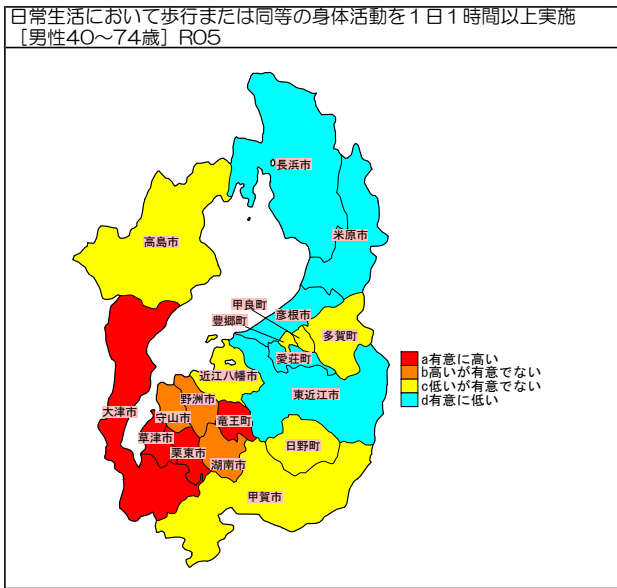 日常生活において歩行または同等の身体活動を1日1時間以上実施
［男性40～74歳］R05
長浜市
米原市
高島市
甲良町
彦根市
豊郷町
多賀町
愛荘町
近江八幡市
東近江市
野洲市
大津市
守山市
竜王町
草津市
栗東市
日野町
湖南市
甲賀市
a有意に高い
b高いが有意でない
c低いが有意でない
d有意に低い